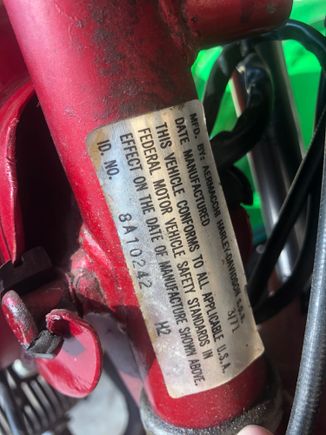 MFD. BY: AERMACCHI HARLEY-DAVIDSON S.p.A.
DATE MANUFACTURED 3/71
THIS VEHICLE CONFORMS TO ALL APPLICABLE U.S.A.
FEDERAL MOTOR VEHICLE SAFETY STANDARDS IN
EFFECT ON THE DATE OF MANUFACTURE SHOWN ABOVE.
ID. NO. 8A10242 H2